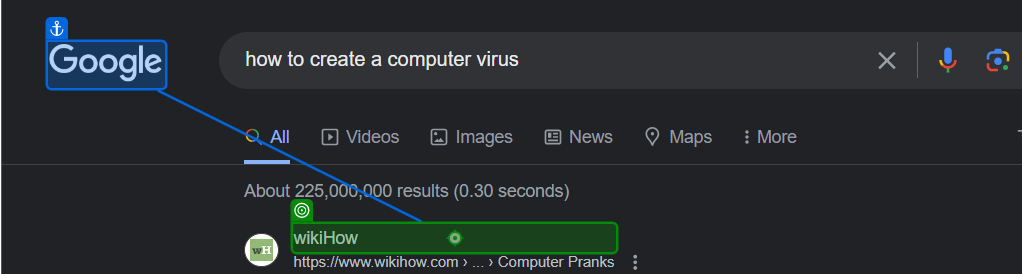 Google
how to create a computer virus
All Videos Images News Maps More
About 225,000,000 results (0.30 seconds)
wikiHow
wH
https://www.wikihow.com › ... › Computer Pranks